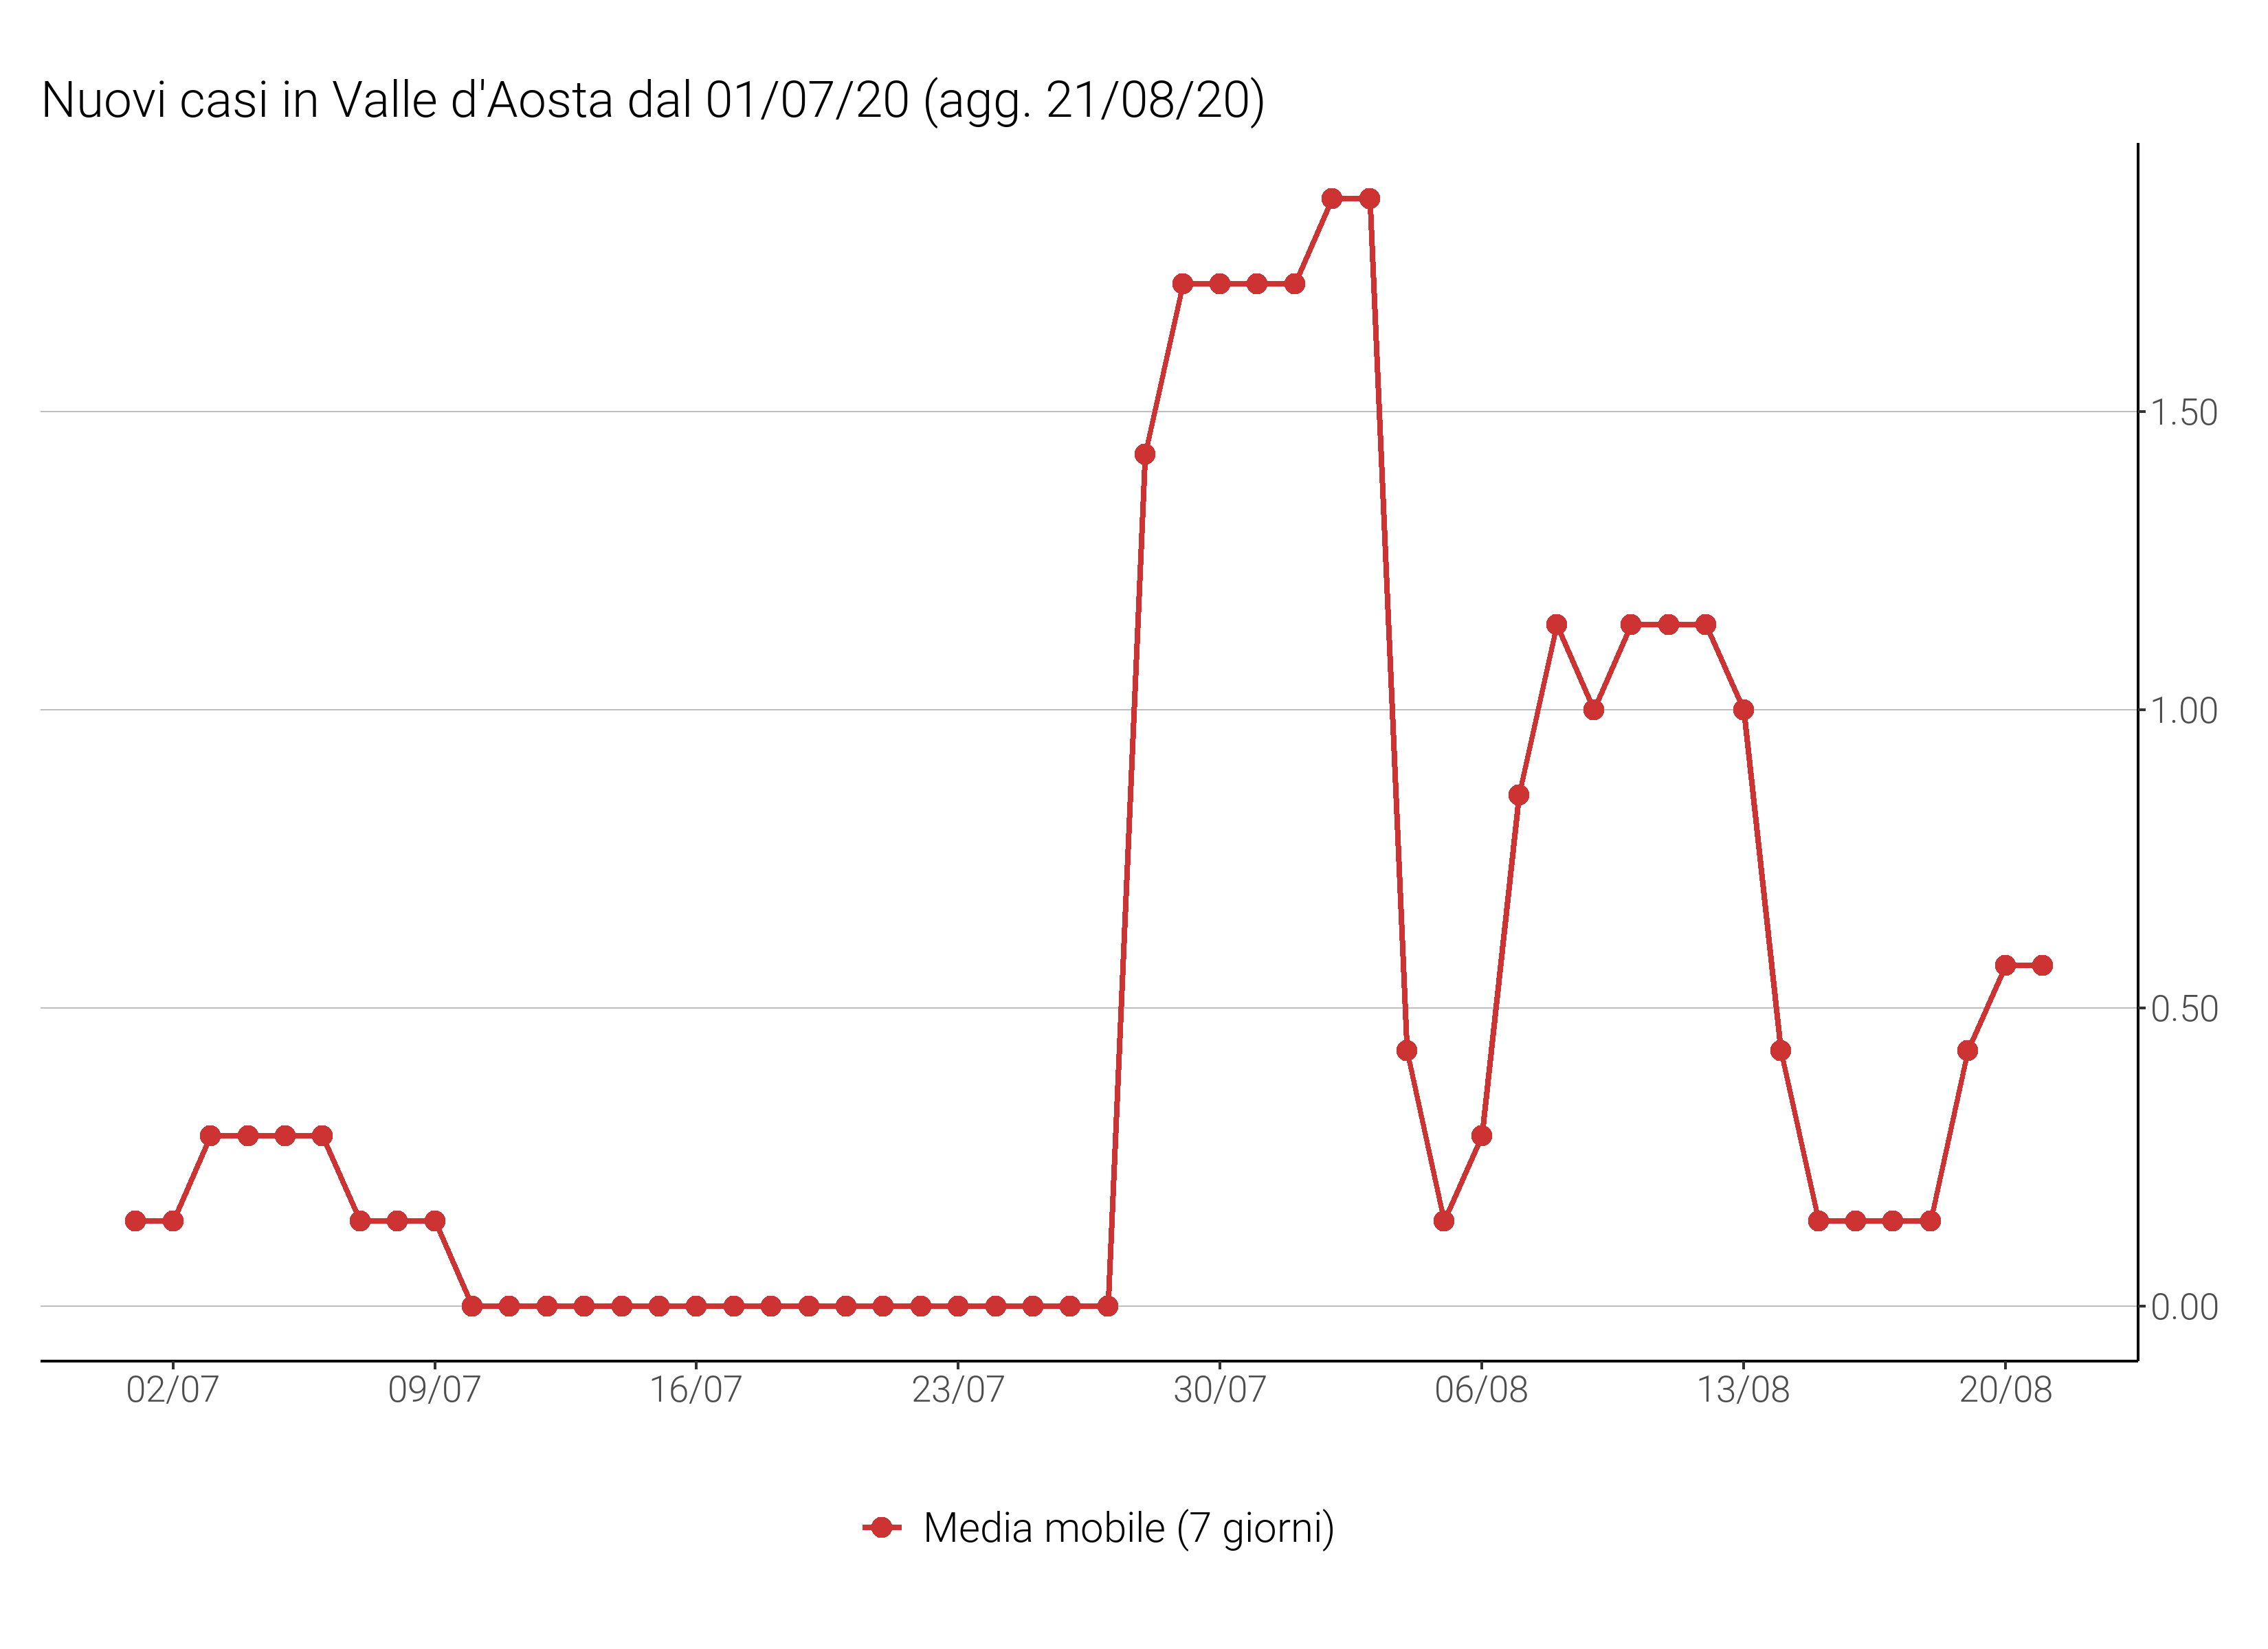 Nuovi casi in Valle d'Aosta dal 01/07/20 (agg. 21/08/20)
1.50
1.00
0.50
0.00
02/07 09/07 16/07 23/07 30/07 06/08 13/08 20/08
Media mobile (7 giorni)